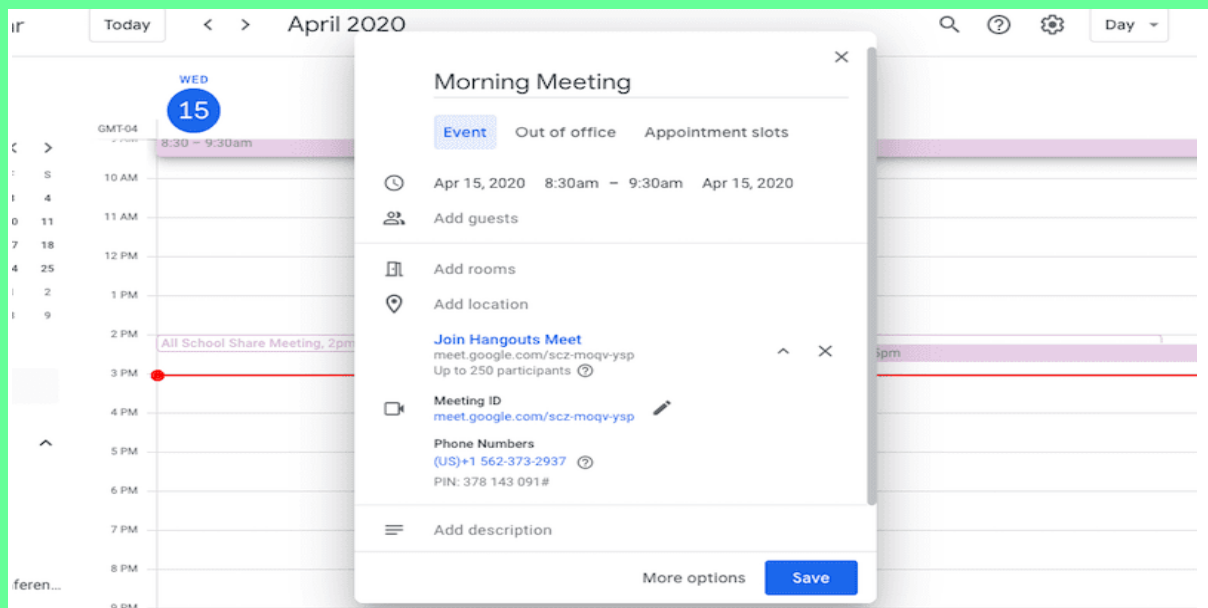 Today
April 2020
Day
WED
15
GMT-04
8:30 – 9:30am
S
4
11
18
25
2
9
10 AM
11 AM
12 PM
1 PM
2 PM
3 PM
4 PM
5 PM
6 PM
7 PM
8 PM
9 PM
All School Share Meeting, 2pm
5pm
Morning Meeting
Event Out of office Appointment slots
Apr 15, 2020 8:30am – 9:30am Apr 15, 2020
Add guests
Add rooms
Add location
Join Hangouts Meet
meet.google.com/scz-moqv-ysp
Up to 250 participants
Meeting ID
meet.google.com/scz-moqv-ysp
Phone Numbers
(US)+1 562-373-2937
PIN: 378 143 091#
Add description
More options Save